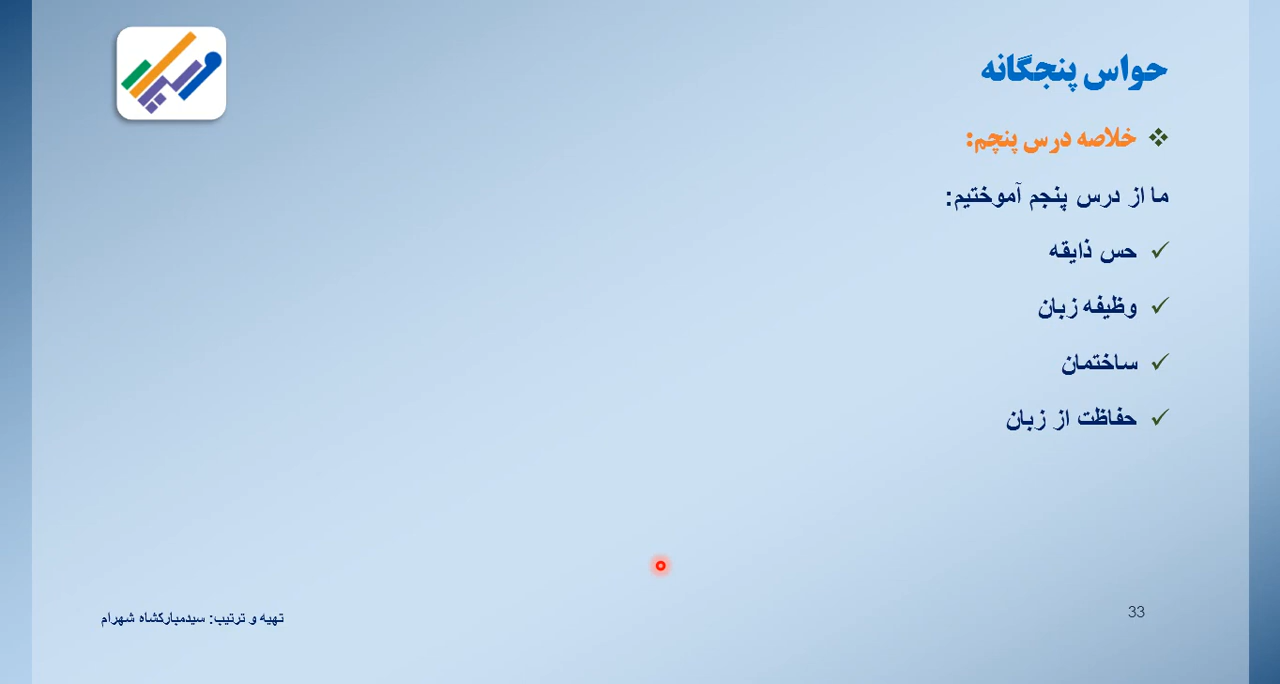 حواس پنجگانه
❖ خلاصه درس پنچم:
ما از درس پنجم آموختیم:
✓ حس ذایقه
✓ وظیفه زبان
✓ ساختمان
✓ حفاظت از زبان
33
تهیه و ترتیب: سیدمبارکشاه شهرام